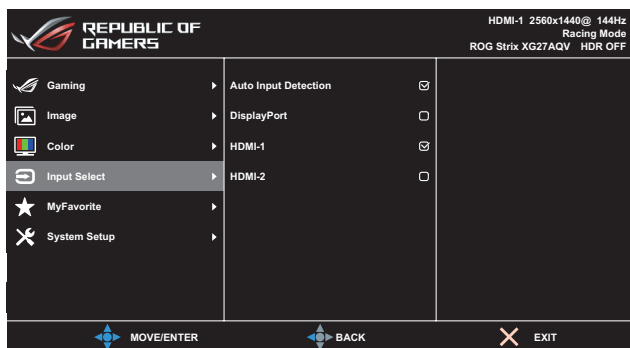 REPUBLIC OF
GAMERS
HDMI-1 2560x1440@ 144Hz
Racing Mode
ROG Strix XG27AQV HDR OFF
Gaming
Image
Color
Input Select
MyFavorite
System Setup
Auto Input Detection
DisplayPort
HDMI-1
HDMI-2
MOVE/ENTER
BACK
EXIT